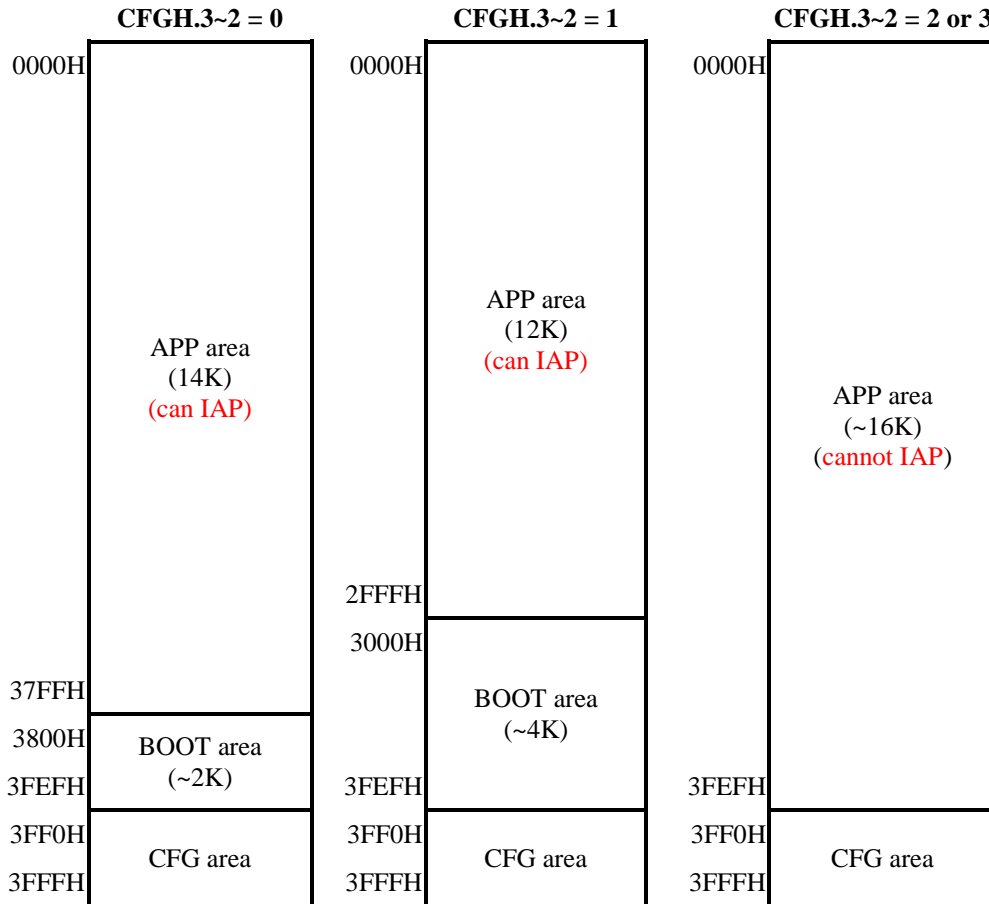 CFGH.3~2 = 0
0000H
APP area
(14K)
(can IAP)
37FFH
3800H
BOOT area
(~2K)
3FEFH
3FF0H
CFG area
3FFFH
CFGH.3~2 = 1
0000H
APP area
(12K)
(can IAP)
2FFFH
3000H
BOOT area
(~4K)
3FEFH
3FF0H
CFG area
3FFFH
CFGH.3~2 = 2 or 3
0000H
APP area
(~16K)
(cannot IAP)
3FEFH
3FF0H
CFG area
3FFFH